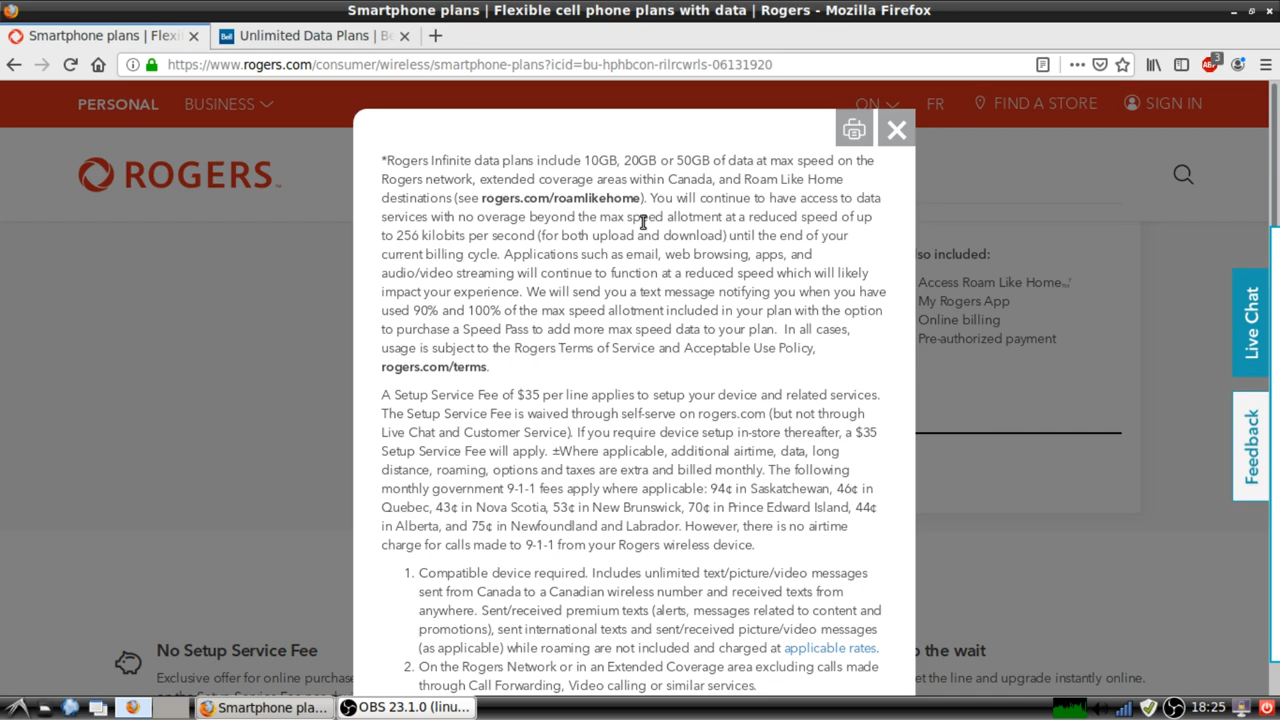 Smartphone plans | Flexible cell phone plans with data | Rogers - Mozilla Firefox
Smartphone plans | Flexi
Unlimited Data Plans | Be
https://www.rogers.com/consumer/wireless/smartphone-plans?icid=bu-hphbcon-rilrcwrls-06131920
ABP
3
PERSONAL
BUSINESS
ON
FR
FIND A STORE
SIGN IN
ROGERS™
*Rogers Infinite data plans include 10GB, 20GB or 50GB of data at max speed on the
Rogers network, extended coverage areas within Canada, and Roam Like Home
destinations (see rogers.com/roamlikehome). You will continue to have access to data
services with no overage beyond the max speed allotment at a reduced speed of up
to 256 kilobits per second (for both upload and download) until the end of your
current billing cycle. Applications such as email, web browsing, apps, and
audio/video streaming will continue to function at a reduced speed which will likely
impact your experience. We will send you a text message notifying you when you have
used 90% and 100% of the max speed allotment included in your plan with the option
to purchase a Speed Pass to add more max speed data to your plan. In all cases,
usage is subject to the Rogers Terms of Service and Acceptable Use Policy,
rogers.com/terms.
A Setup Service Fee of $35 per line applies to setup your device and related services.
The Setup Service Fee is waived through self-serve on rogers.com (but not through
Live Chat and Customer Service). If you require device setup in-store thereafter, a $35
Setup Service Fee will apply. ±Where applicable, additional airtime, data, long
distance, roaming, options and taxes are extra and billed monthly. The following
monthly government 9-1-1 fees apply where applicable: 94¢ in Saskatchewan, 46¢ in
Quebec, 43¢ in Nova Scotia, 53¢ in New Brunswick, 70¢ in Prince Edward Island, 44¢
in Alberta, and 75¢ in Newfoundland and Labrador. However, there is no airtime
charge for calls made to 9-1-1 from your Rogers wireless device.
1. Compatible device required. Includes unlimited text/picture/video messages
sent from Canada to a Canadian wireless number and received texts from
anywhere. Sent/received premium texts (alerts, messages related to content and
promotions), sent international texts and sent/received picture/video messages
(as applicable) while roaming are not included and charged at applicable rates.
2. On the Rogers Network or in an Extended Coverage area excluding calls made
through Call Forwarding, Video calling or similar services.
lso included:
Access Roam Like Home
My Rogers App
Online billing
Pre-authorized payment
Live Chat
Feedback
No Setup Service Fee
Exclusive offer for online purchase
p the wait
et the line and upgrade instantly online.
Smartphone pla...
OBS 23.1.0 (linu...
18:25